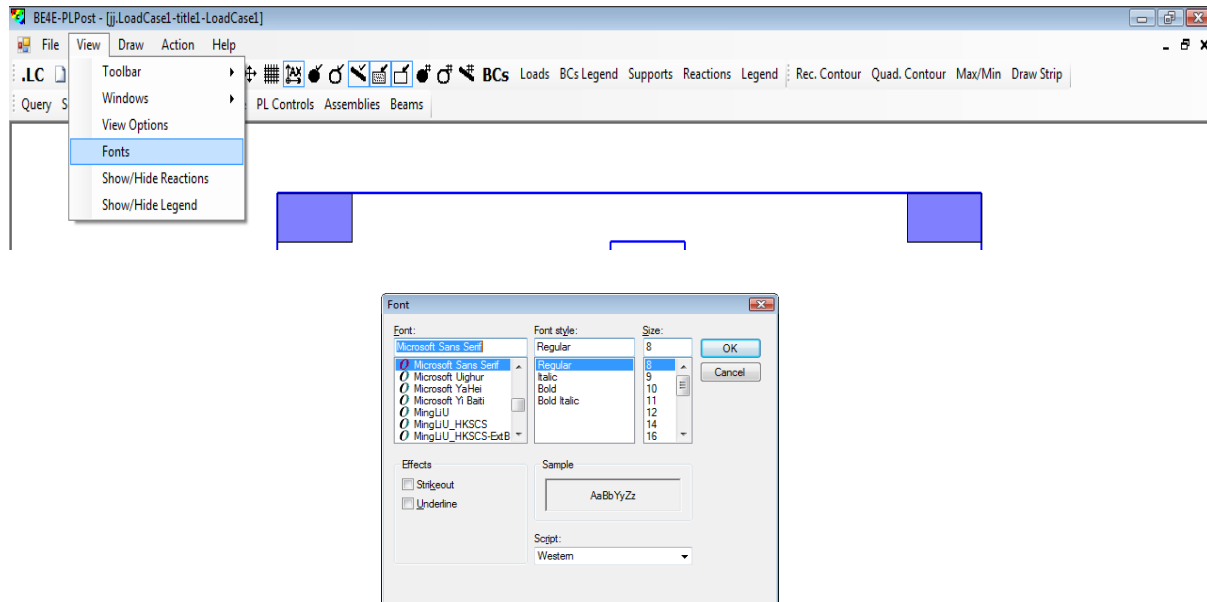 BE4E-PLPost - [jj.LoadCase1-title1-LoadCase1]
File View Draw Action Help
.LC BCs Loads BCs Legend Supports Reactions Legend Rec. Contour Quad. Contour Max/Min Draw Strip
Query S PL Controls Assemblies Beams
Toolbar
Windows
View Options
Fonts
Show/Hide Reactions
Show/Hide Legend
Font
Font: Font style: Size:
Microsoft Sans Serif Regular 8 OK
Microsoft Sans Serif Regular 8 Cancel
Microsoft Uighur Italic 9
Microsoft YaHei Bold 10
Microsoft Yi Baiti Bold Italic 11
MingLiU 12
MingLiU_HKSCS 14
MingLiU_HKSCS-ExtB 16
Effects Sample
Strikeout
Underline AaBbYyZz
Script:
Western